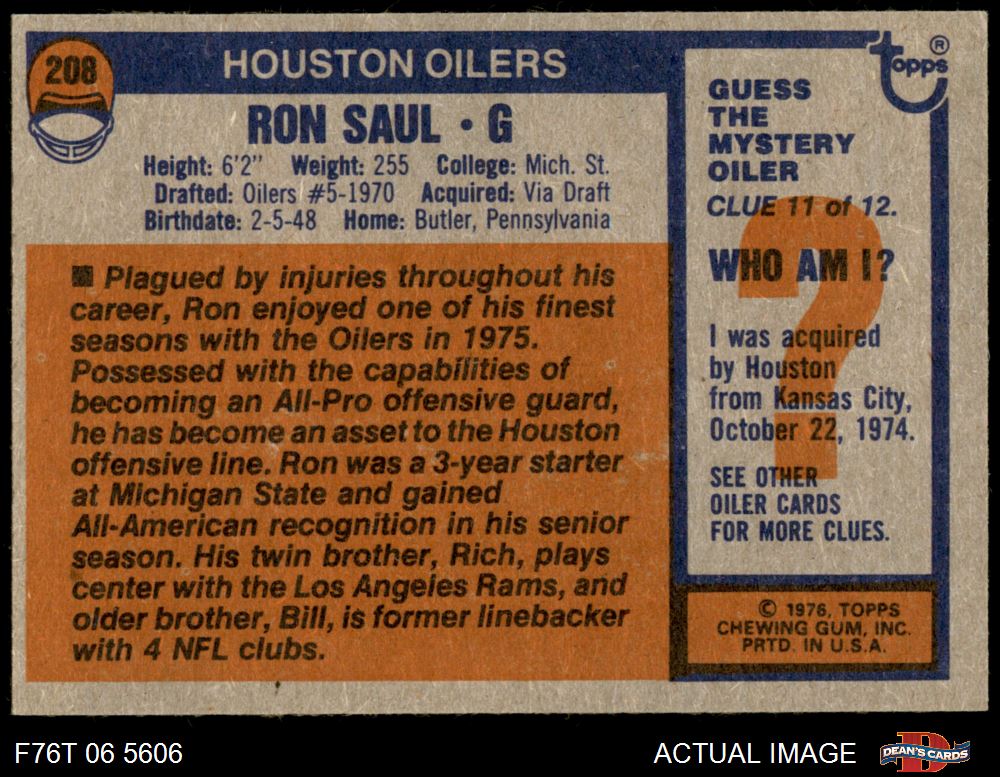 208
HOUSTON OILERS
topps ®
RON SAUL • G
Height: 6'2" Weight: 255 College: Mich. St.
Drafted: Oilers #5-1970 Acquired: Via Draft
Birthdate: 2-5-48 Home: Butler, Pennsylvania
■ Plagued by injuries throughout his
career, Ron enjoyed one of his finest
seasons with the Oilers in 1975.
Possessed with the capabilities of
becoming an All-Pro offensive guard,
he has become an asset to the Houston
offensive line. Ron was a 3-year starter
at Michigan State and gained
All-American recognition in his senior
season. His twin brother, Rich, plays
center with the Los Angeles Rams, and
older brother, Bill, is former linebacker
with 4 NFL clubs.
GUESS
THE
MYSTERY
OILER
CLUE 11 of 12.
WHO AM I?
?
I was acquired
by Houston
from Kansas City,
October 22, 1974.
SEE OTHER
OILER CARDS
FOR MORE CLUES.
© 1976, TOPPS
CHEWING GUM, INC.
PRTD. IN U.S.A.
F76T 06 5606
ACTUAL IMAGE
D
DEAN'S CARDS